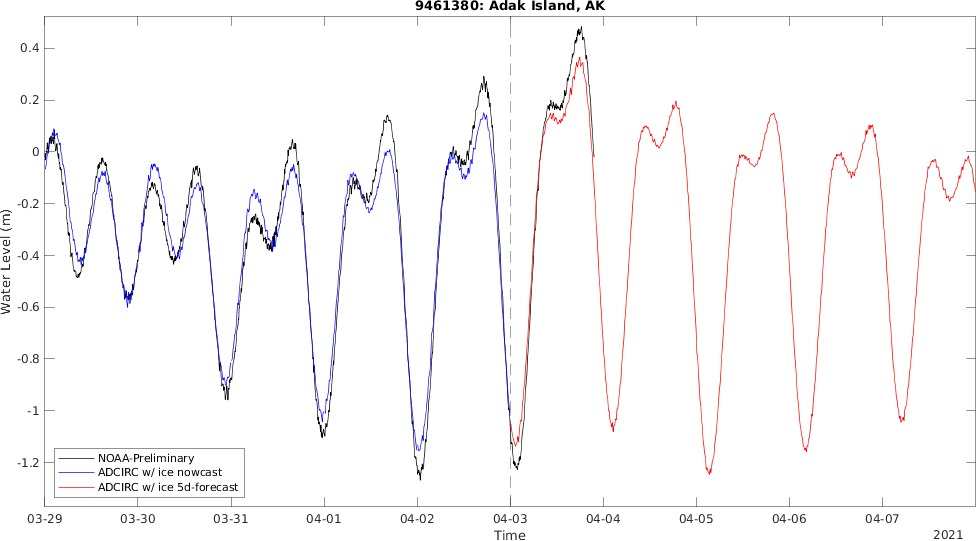 9461380: Adak Island, AK
0.4
0.2
0
-0.2
-0.4
-0.6
-0.8
-1
-1.2
Water Level (m)
NOAA-Preliminary
ADCIRC w/ ice nowcast
ADCIRC w/ ice 5d-forecast
03-29 03-30 03-31 04-01 04-02 04-03 04-04 04-05 04-06 04-07
Time
2021